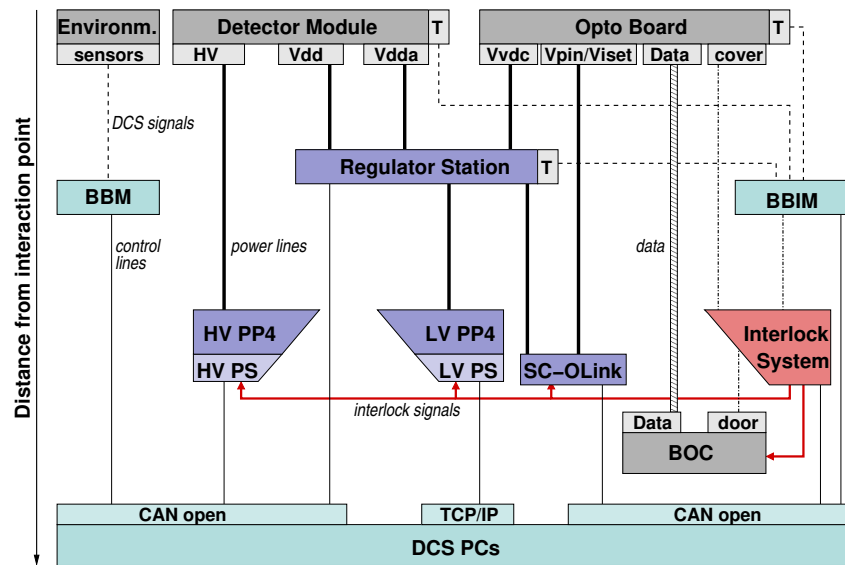 Environm.
Detector Module
T
Opto Board
T
sensors
HV
Vdd
Vdda
Vvdc
Vpin/Viset
Data
cover
DCS signals
Regulator Station
T
BBM
BBIM
control
lines
power lines
data
HV PP4
LV PP4
Interlock
System
HV PS
LV PS
SC−OLink
interlock signals
Data
door
BOC
CAN open
TCP/IP
CAN open
DCS PCs
Distance from interaction point